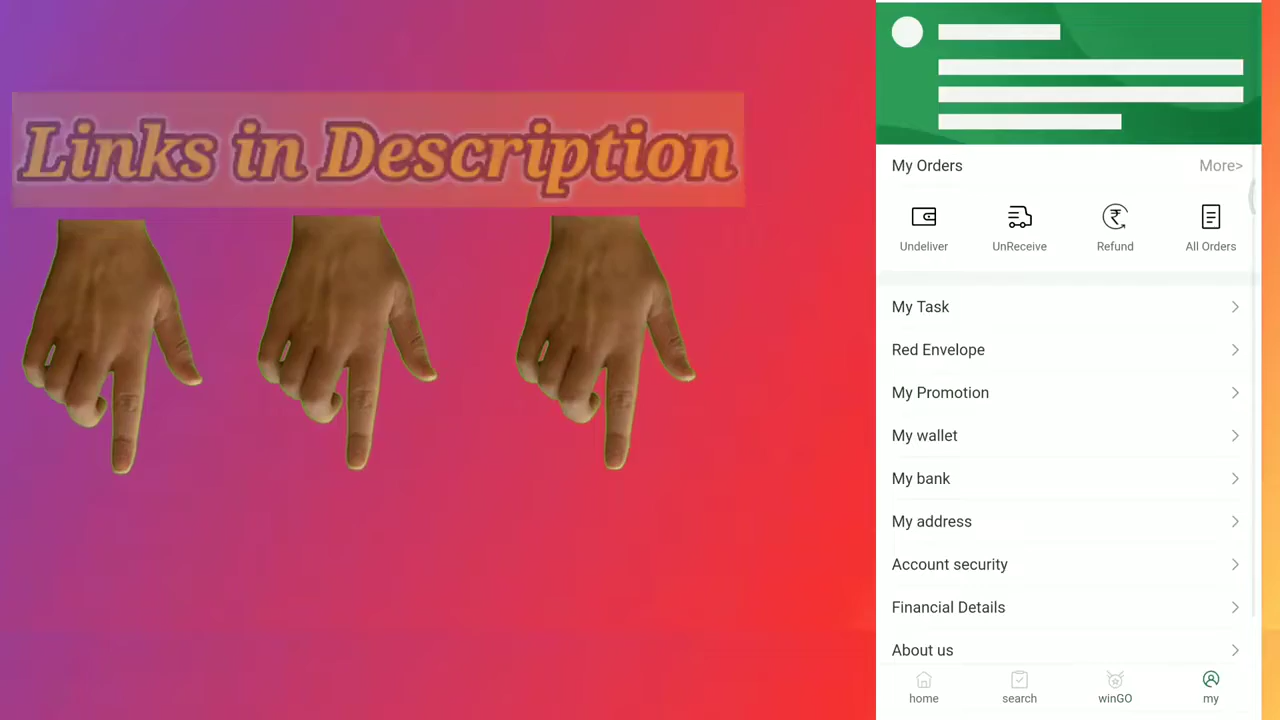 Links in Description
My Orders More>
Undeliver UnReceive Refund All Orders
My Task
Red Envelope
My Promotion
My wallet
My bank
My address
Account security
Financial Details
About us
home search winGO my